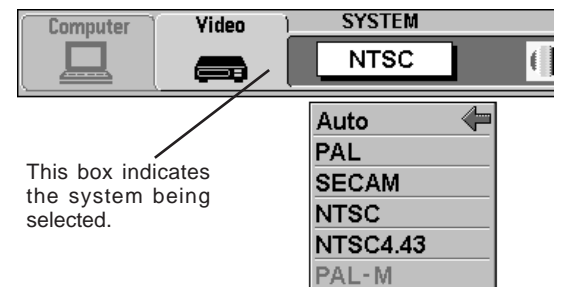 Computer
Video
SYSTEM
NTSC
Auto
PAL
SECAM
NTSC
NTSC4.43
PAL-M
This box indicates
the system being
selected.